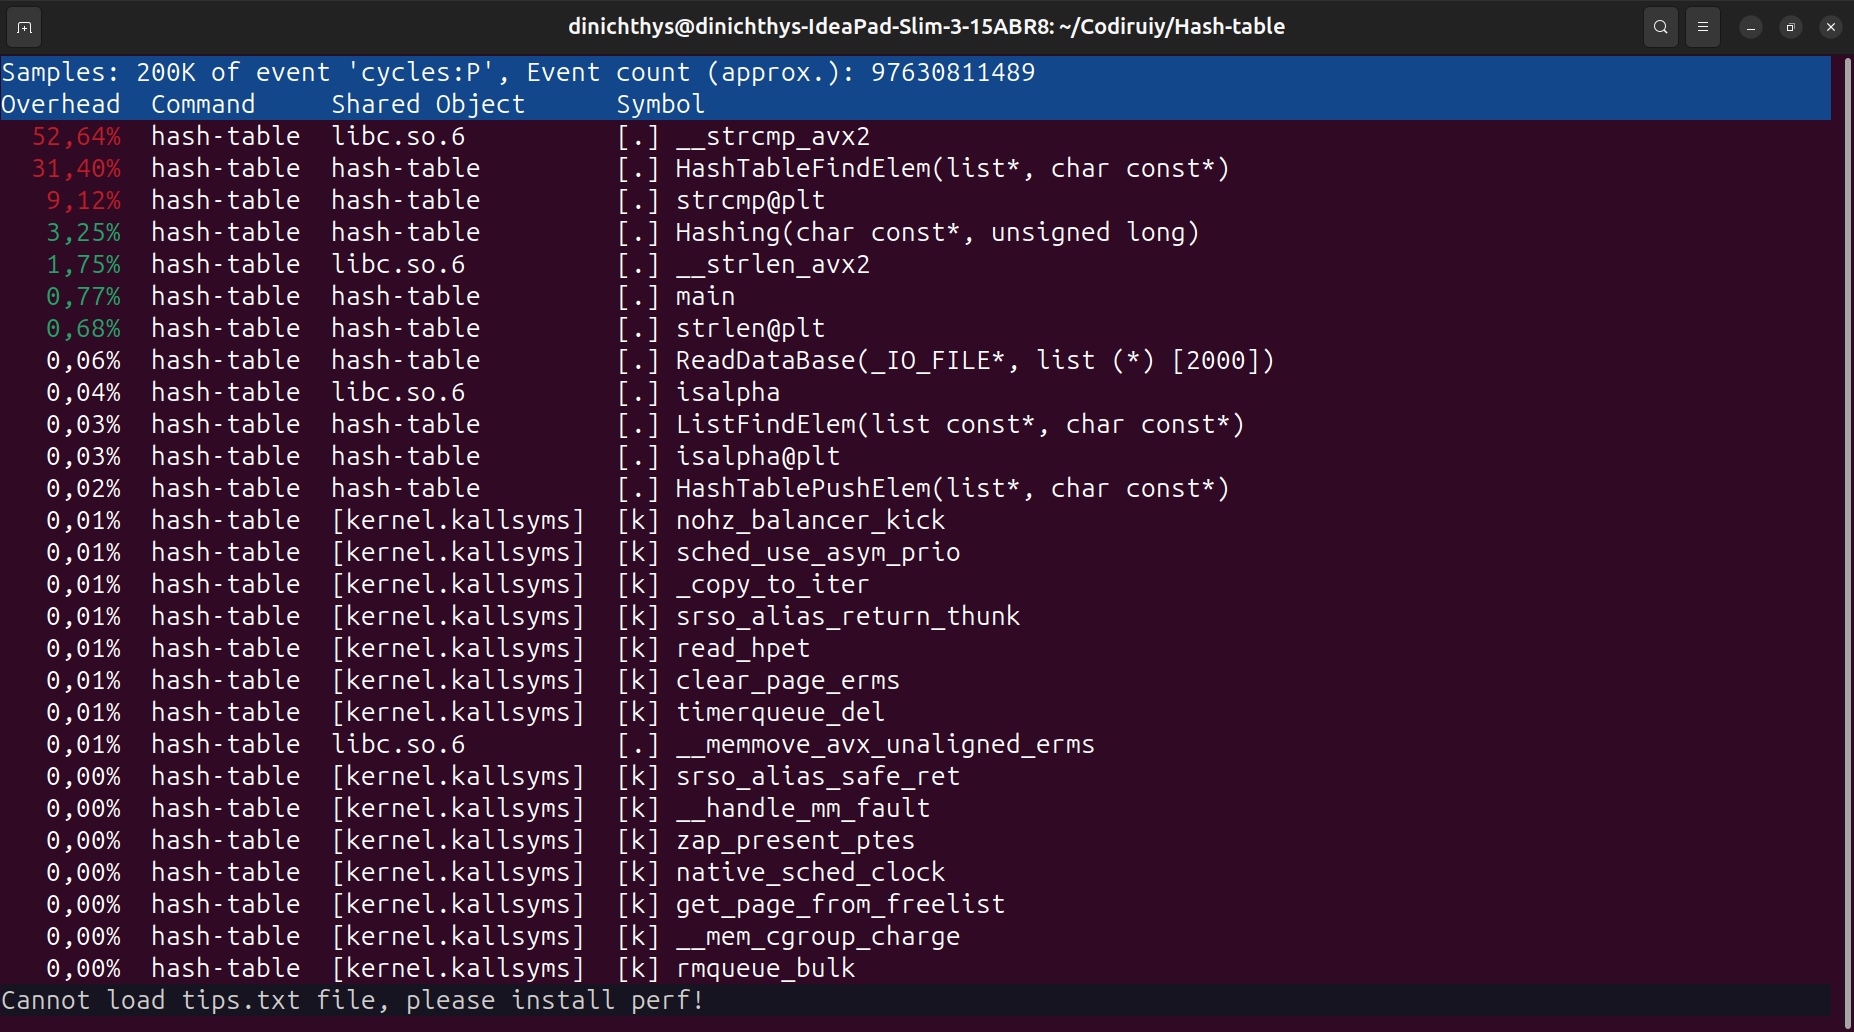 dinichthys@dinichthys-IdeaPad-Slim-3-15ABR8: ~/Codiruiy/Hash-table
Samples: 200K of event 'cycles:P', Event count (approx.): 97630811489
Overhead  Command     Shared Object      Symbol
52,64%  hash-table  libc.so.6          [.] __strcmp_avx2
31,40%  hash-table  hash-table         [.] HashTableFindElem(list*, char const*)
9,12%  hash-table  hash-table         [.] strcmp@plt
3,25%  hash-table  hash-table         [.] Hashing(char const*, unsigned long)
1,75%  hash-table  libc.so.6          [.] __strlen_avx2
0,77%  hash-table  hash-table         [.] main
0,68%  hash-table  hash-table         [.] strlen@plt
0,06%  hash-table  hash-table         [.] ReadDataBase(_IO_FILE*, list (*) [2000])
0,04%  hash-table  libc.so.6          [.] isalpha
0,03%  hash-table  hash-table         [.] ListFindElem(list const*, char const*)
0,03%  hash-table  hash-table         [.] isalpha@plt
0,02%  hash-table  hash-table         [.] HashTablePushElem(list*, char const*)
0,01%  hash-table  [kernel.kallsyms]  [k] nohz_balancer_kick
0,01%  hash-table  [kernel.kallsyms]  [k] sched_use_asym_prio
0,01%  hash-table  [kernel.kallsyms]  [k] _copy_to_iter
0,01%  hash-table  [kernel.kallsyms]  [k] srso_alias_return_thunk
0,01%  hash-table  [kernel.kallsyms]  [k] read_hpet
0,01%  hash-table  [kernel.kallsyms]  [k] clear_page_erms
0,01%  hash-table  [kernel.kallsyms]  [k] timerqueue_del
0,01%  hash-table  libc.so.6          [.] __memmove_avx_unaligned_erms
0,00%  hash-table  [kernel.kallsyms]  [k] srso_alias_safe_ret
0,00%  hash-table  [kernel.kallsyms]  [k] __handle_mm_fault
0,00%  hash-table  [kernel.kallsyms]  [k] zap_present_ptes
0,00%  hash-table  [kernel.kallsyms]  [k] native_sched_clock
0,00%  hash-table  [kernel.kallsyms]  [k] get_page_from_freelist
0,00%  hash-table  [kernel.kallsyms]  [k] __mem_cgroup_charge
0,00%  hash-table  [kernel.kallsyms]  [k] rmqueue_bulk
Cannot load tips.txt file, please install perf!